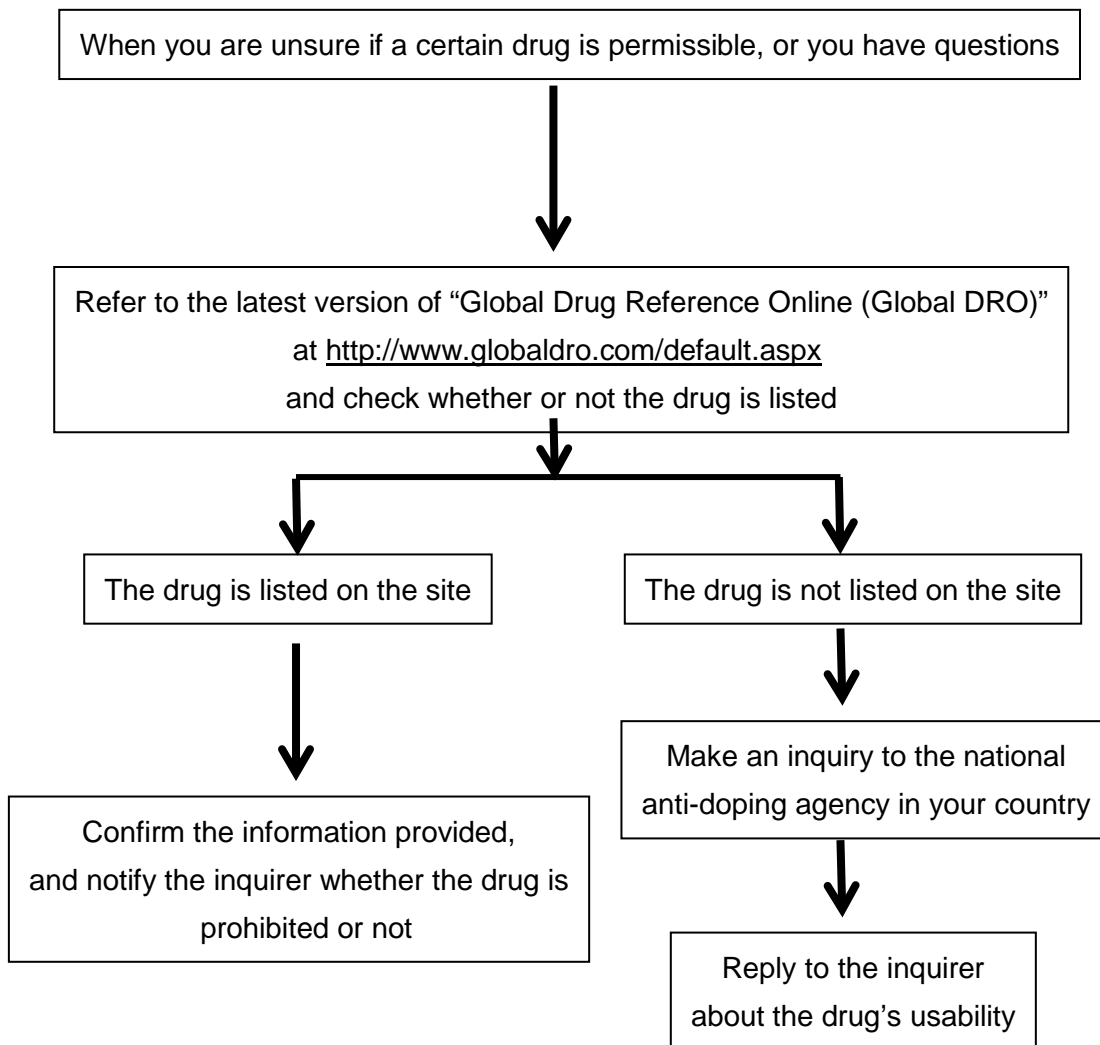 When you are unsure if a certain drug is permissible, or you have questions
Refer to the latest version of “Global Drug Reference Online (Global DRO)”
at http://www.globaldro.com/default.aspx
and check whether or not the drug is listed
The drug is listed on the site
The drug is not listed on the site
Confirm the information provided,
and notify the inquirer whether the drug is
prohibited or not
Make an inquiry to the national
anti-doping agency in your country
Reply to the inquirer
about the drug’s usability